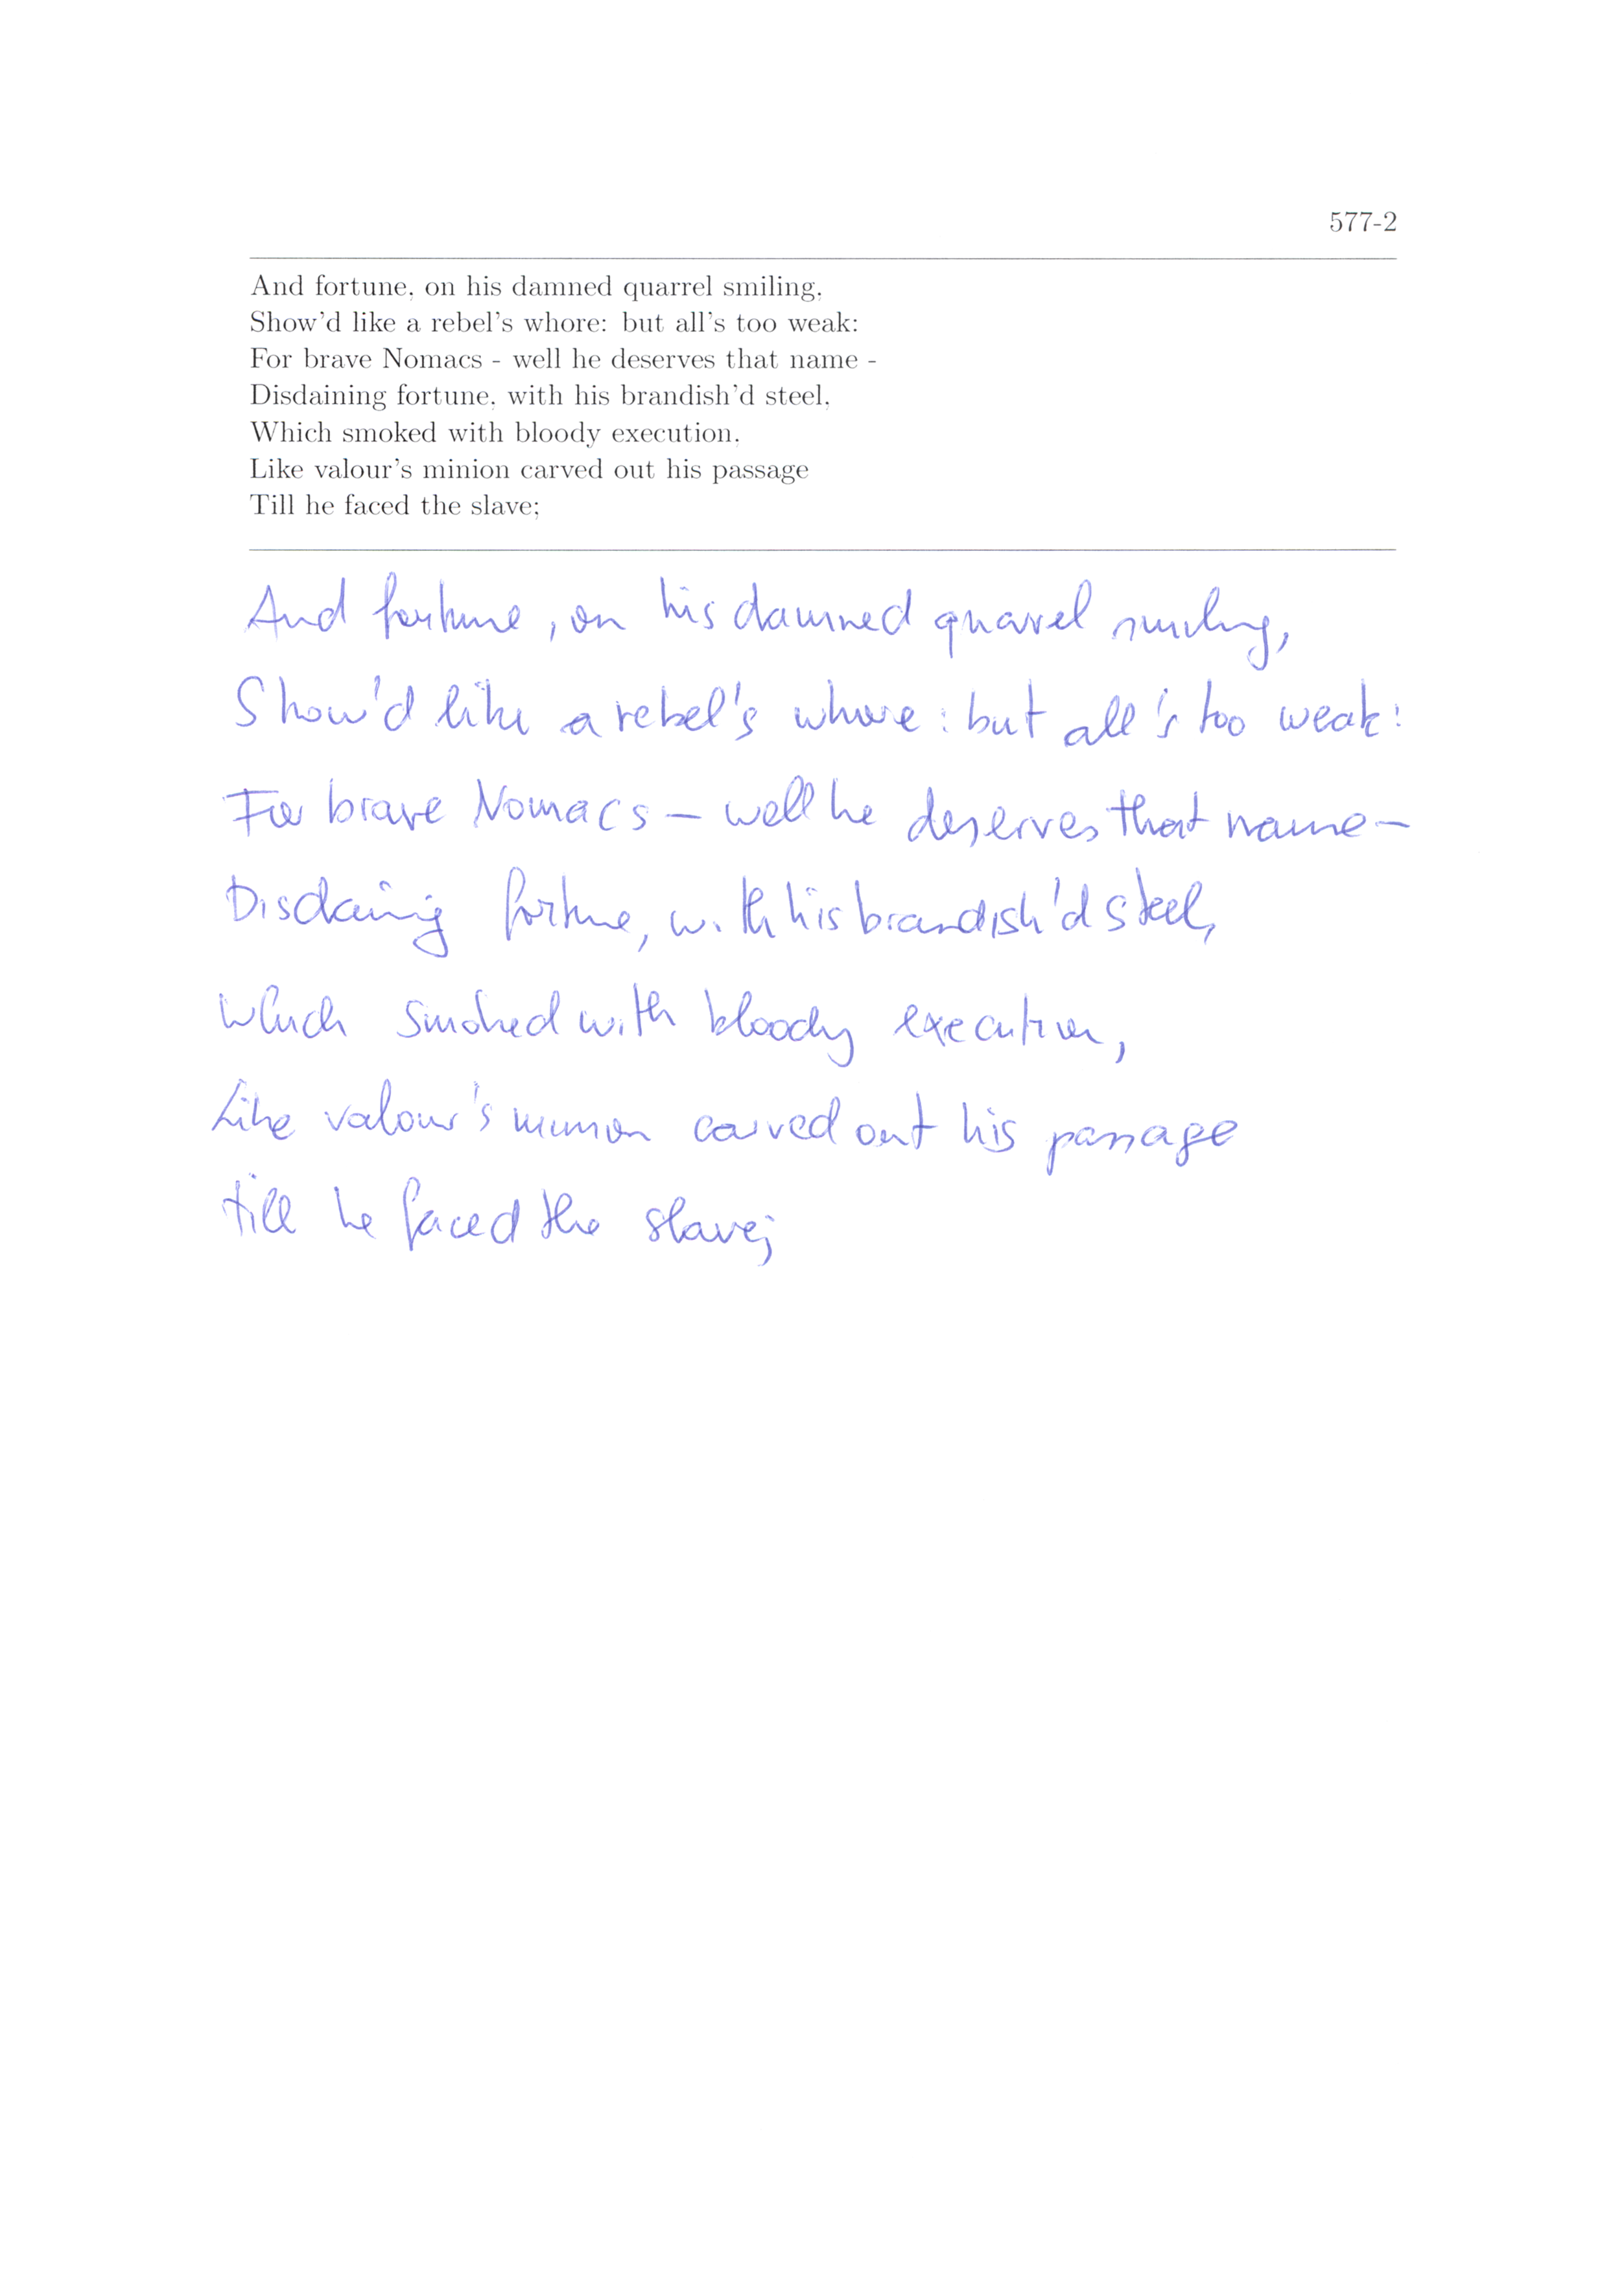 577-2
And fortune, on his damned quarrel smiling,
Show'd like a rebel's whore: but all's too weak:
For brave Nomacs - well he deserves that name -
Disdaining fortune, with his brandish'd steel,
Which smoked with bloody execution,
Like valour's minion carved out his passage
Till he faced the slave;
And fortune, on his damned quarrel smiling,
Show'd like a rebel's whore: but all's too weak:
For brave Nomacs – well he deserves that name –
Disdaining fortune, with his brandish'd steel,
Which smoked with bloody execution,
Like valour's minion carved out his passage
till he faced the slave;